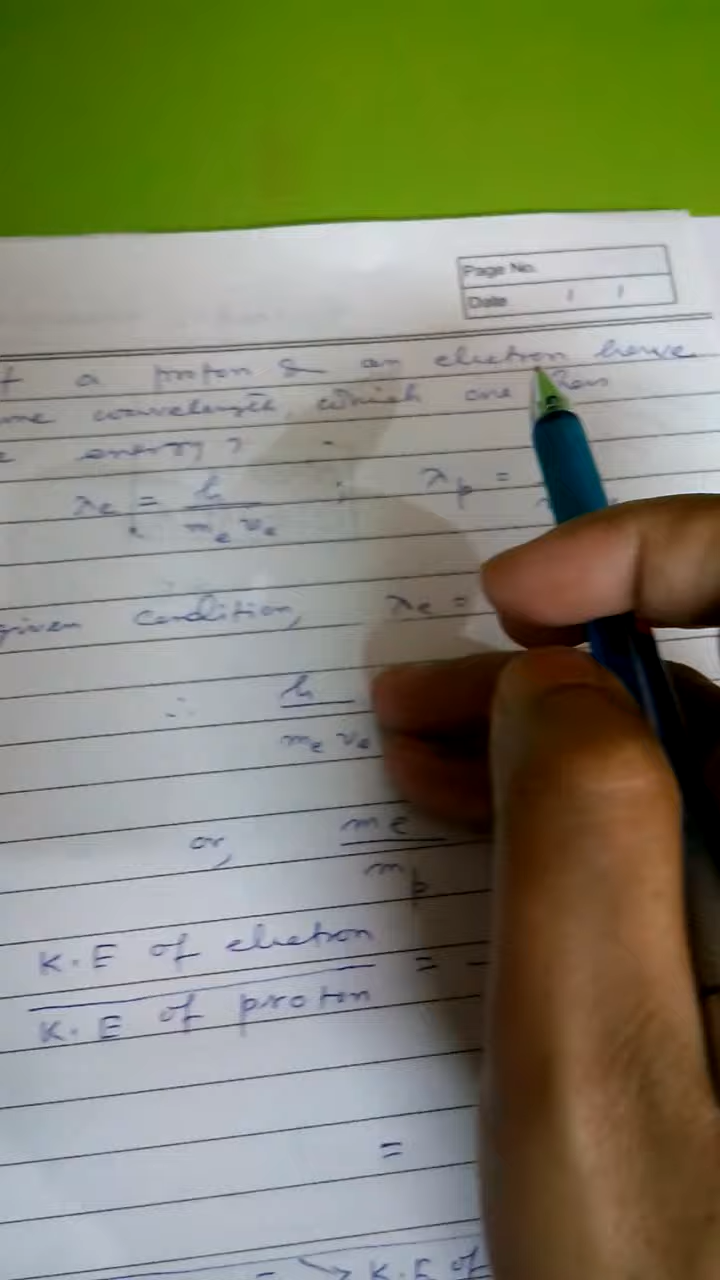 Page No.
Date / /
f a proton & an electron have
me wavelength, which one has
e energy?
λe = h / me ve ; λp =
given condition, λe =
∴ h / me ve
or, me / mp
K.E of electron / K.E of proton =
=
K.E of